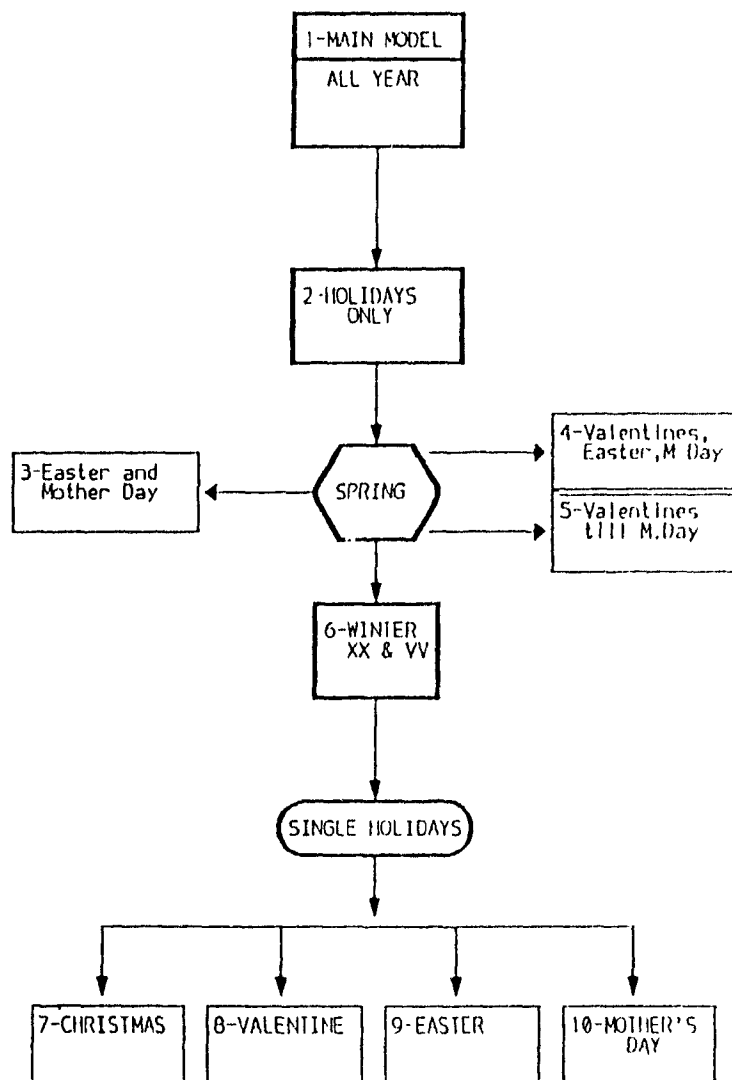 1-MAIN MODEL
ALL YEAR
2-HOLIDAYS
ONLY
3-Easter and
Mother Day
SPRING
4-Valentines,
Easter,M Day
5-Valentines
till M.Day
6-WINTER
XX & VV
SINGLE HOLIDAYS
7-CHRISTMAS
8-VALENTINE
9-EASTER
10-MOTHER'S
DAY